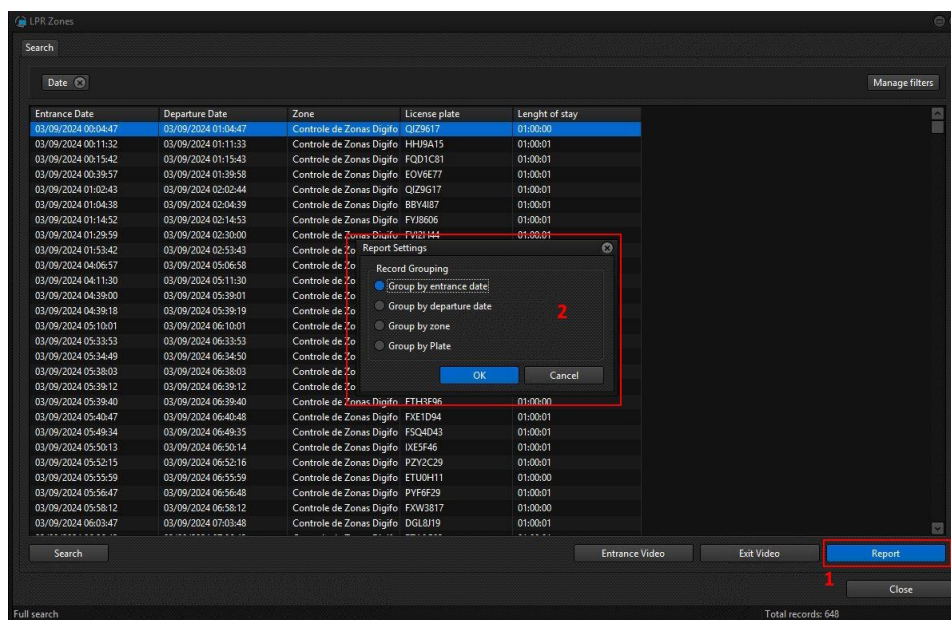 LPR Zones
Search
Date
Manage filters
Entrance Date Departure Date Zone License plate Lenght of stay
03/09/2024 00:04:47 03/09/2024 01:04:47 Controle de Zonas Digifo QIZ9617 01:00:00
03/09/2024 00:11:32 03/09/2024 01:11:33 Controle de Zonas Digifo HHJ9A15 01:00:01
03/09/2024 00:15:42 03/09/2024 01:15:43 Controle de Zonas Digifo FQD1C81 01:00:01
03/09/2024 00:39:57 03/09/2024 01:39:58 Controle de Zonas Digifo EOV6E77 01:00:01
03/09/2024 01:02:43 03/09/2024 02:02:44 Controle de Zonas Digifo QIZ9G17 01:00:01
03/09/2024 01:04:38 03/09/2024 02:04:39 Controle de Zonas Digifo BBY4I87 01:00:01
03/09/2024 01:14:52 03/09/2024 02:14:53 Controle de Zonas Digifo FYJ8606 01:00:01
03/09/2024 01:29:59 03/09/2024 02:30:00 Controle de Zonas Digifo FVI2H44 01:00:01
03/09/2024 01:53:42 03/09/2024 02:53:43 Controle de Zo
03/09/2024 04:06:57 03/09/2024 05:06:58 Controle de Zo
03/09/2024 04:11:30 03/09/2024 05:11:30 Controle de Zo
03/09/2024 04:39:00 03/09/2024 05:39:01 Controle de Zo
03/09/2024 04:39:18 03/09/2024 05:39:19 Controle de Zo
03/09/2024 05:10:01 03/09/2024 06:10:01 Controle de Zo
03/09/2024 05:33:53 03/09/2024 06:33:53 Controle de Zo
03/09/2024 05:34:49 03/09/2024 06:34:50 Controle de Zo
03/09/2024 05:38:03 03/09/2024 06:38:03 Controle de Zo
03/09/2024 05:39:12 03/09/2024 06:39:12 Controle de Zo
03/09/2024 05:39:40 03/09/2024 06:39:40 Controle de Zonas Digifo FTH3F96 01:00:00
03/09/2024 05:40:47 03/09/2024 06:40:48 Controle de Zonas Digifo FXE1D94 01:00:01
03/09/2024 05:49:34 03/09/2024 06:49:35 Controle de Zonas Digifo FSQ4D43 01:00:01
03/09/2024 05:50:13 03/09/2024 06:50:14 Controle de Zonas Digifo IXE5F46 01:00:01
03/09/2024 05:52:15 03/09/2024 06:52:16 Controle de Zonas Digifo PZY2C29 01:00:01
03/09/2024 05:55:59 03/09/2024 06:55:59 Controle de Zonas Digifo ETU0H11 01:00:00
03/09/2024 05:56:47 03/09/2024 06:56:48 Controle de Zonas Digifo PYF6F29 01:00:01
03/09/2024 05:58:12 03/09/2024 06:58:12 Controle de Zonas Digifo FXW3817 01:00:00
03/09/2024 06:03:47 03/09/2024 07:03:48 Controle de Zonas Digifo DGL8J19 01:00:01
Report Settings
Record Grouping
Group by entrance date
Group by departure date
Group by zone
Group by Plate
2
OK Cancel
Search Entrance Video Exit Video Report
1
Close
Full search Total records: 648